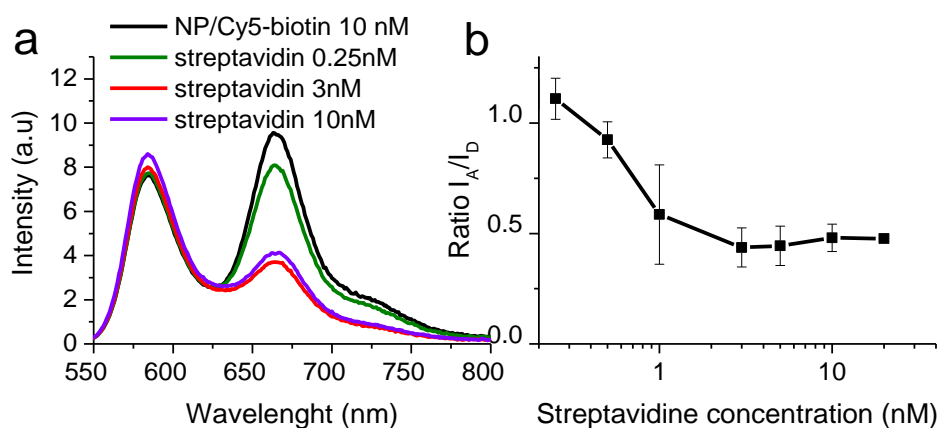 a
NP/Cy5-biotin 10 nM
streptavidin 0.25nM
streptavidin 3nM
streptavidin 10nM
12
10
8
6
4
2
0
Intensity (a.u)
550 600 650 700 750 800
Wavelenght (nm)
b
1.0
0.5
0.0
Ratio I_A/I_D
1 10
Streptavidine concentration (nM)